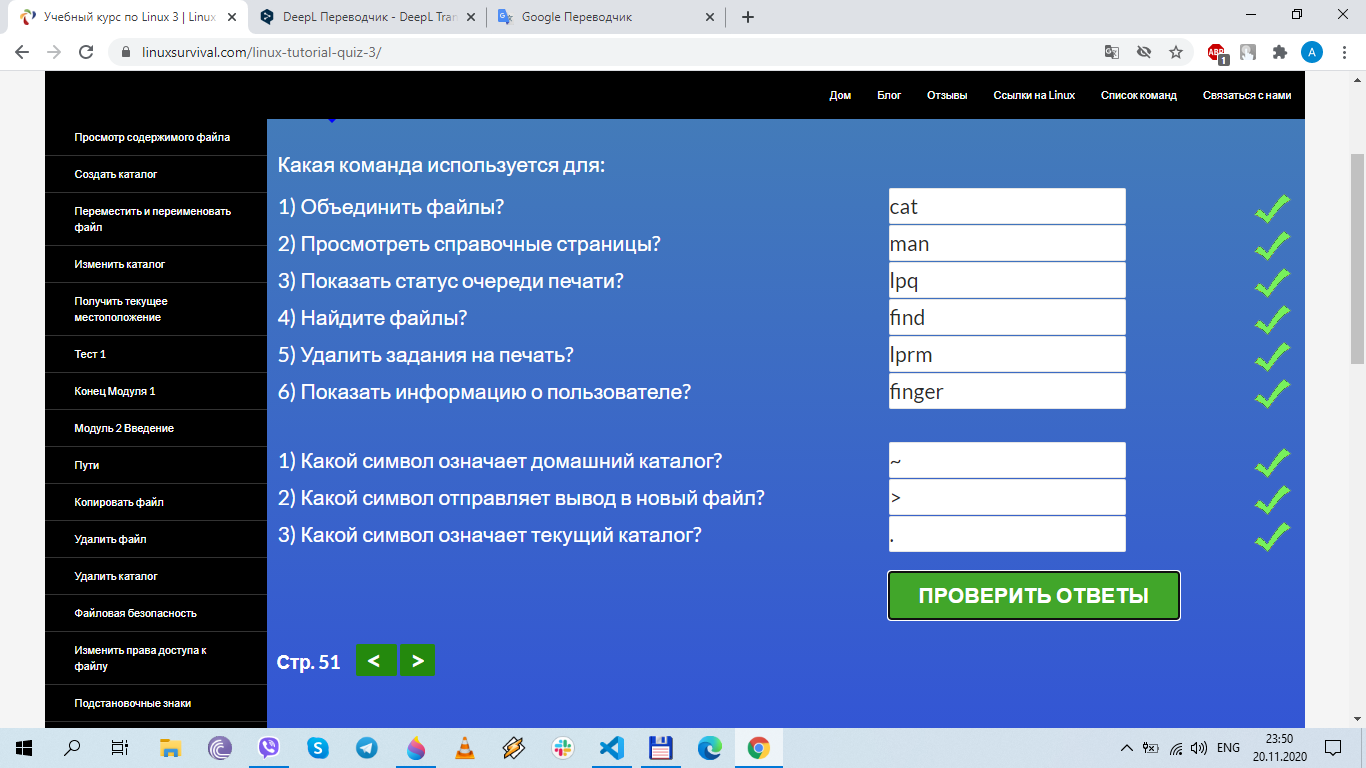 Учебный курс по Linux 3 | Linux
DeepL Переводчик - DeepL Tran
Google Переводчик
linuxsurvival.com/linux-tutorial-quiz-3/
ABP
1
A
Дом
Блог
Отзывы
Ссылки на Linux
Список команд
Связаться с нами
Просмотр содержимого файла
Создать каталог
Переместить и переименовать
файл
Изменить каталог
Получить текущее
местоположение
Тест 1
Конец Модуля 1
Модуль 2 Введение
Пути
Копировать файл
Удалить файл
Удалить каталог
Файловая безопасность
Изменить права доступа к
файлу
Подстановочные знаки
Какая команда используется для:
1) Объединить файлы? cat
2) Просмотреть справочные страницы? man
3) Показать статус очереди печати? lpq
4) Найдите файлы? find
5) Удалить задания на печать? lprm
6) Показать информацию о пользователе? finger
1) Какой символ означает домашний каталог? ~
2) Какой символ отправляет вывод в новый файл? >
3) Какой символ означает текущий каталог? .
ПРОВЕРИТЬ ОТВЕТЫ
Стр. 51 < >
ENG
23:50
20.11.2020